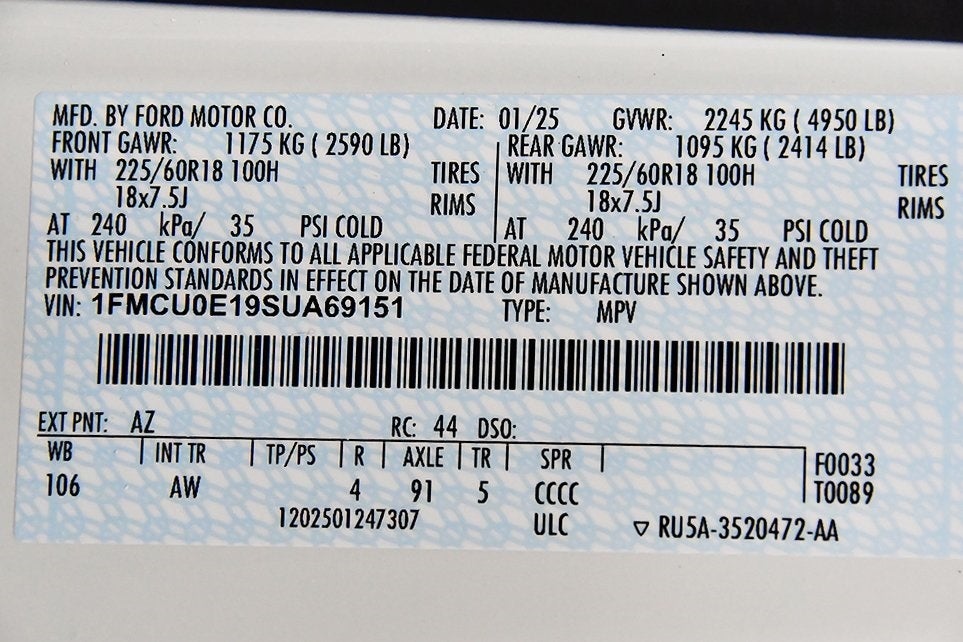 MFD. BY FORD MOTOR CO. DATE: 01/25 GVWR: 2245 KG ( 4950 LB)
FRONT GAWR: 1175 KG ( 2590 LB) REAR GAWR: 1095 KG ( 2414 LB)
WITH 225/60R18 100H TIRES WITH 225/60R18 100H TIRES
18x7.5J RIMS 18x7.5J RIMS
AT 240 kPa/ 35 PSI COLD AT 240 kPa/ 35 PSI COLD
THIS VEHICLE CONFORMS TO ALL APPLICABLE FEDERAL MOTOR VEHICLE SAFETY AND THEFT
PREVENTION STANDARDS IN EFFECT ON THE DATE OF MANUFACTURE SHOWN ABOVE.
VIN: 1FMCU0E19SUA69151 TYPE: MPV
EXT PNT: AZ RC: 44 DSO:
WB INT TR TP/PS R AXLE TR SPR F0033
106 AW 4 91 5 CCCC T0089
1202501247307 ULC ▽ RU5A-3520472-AA